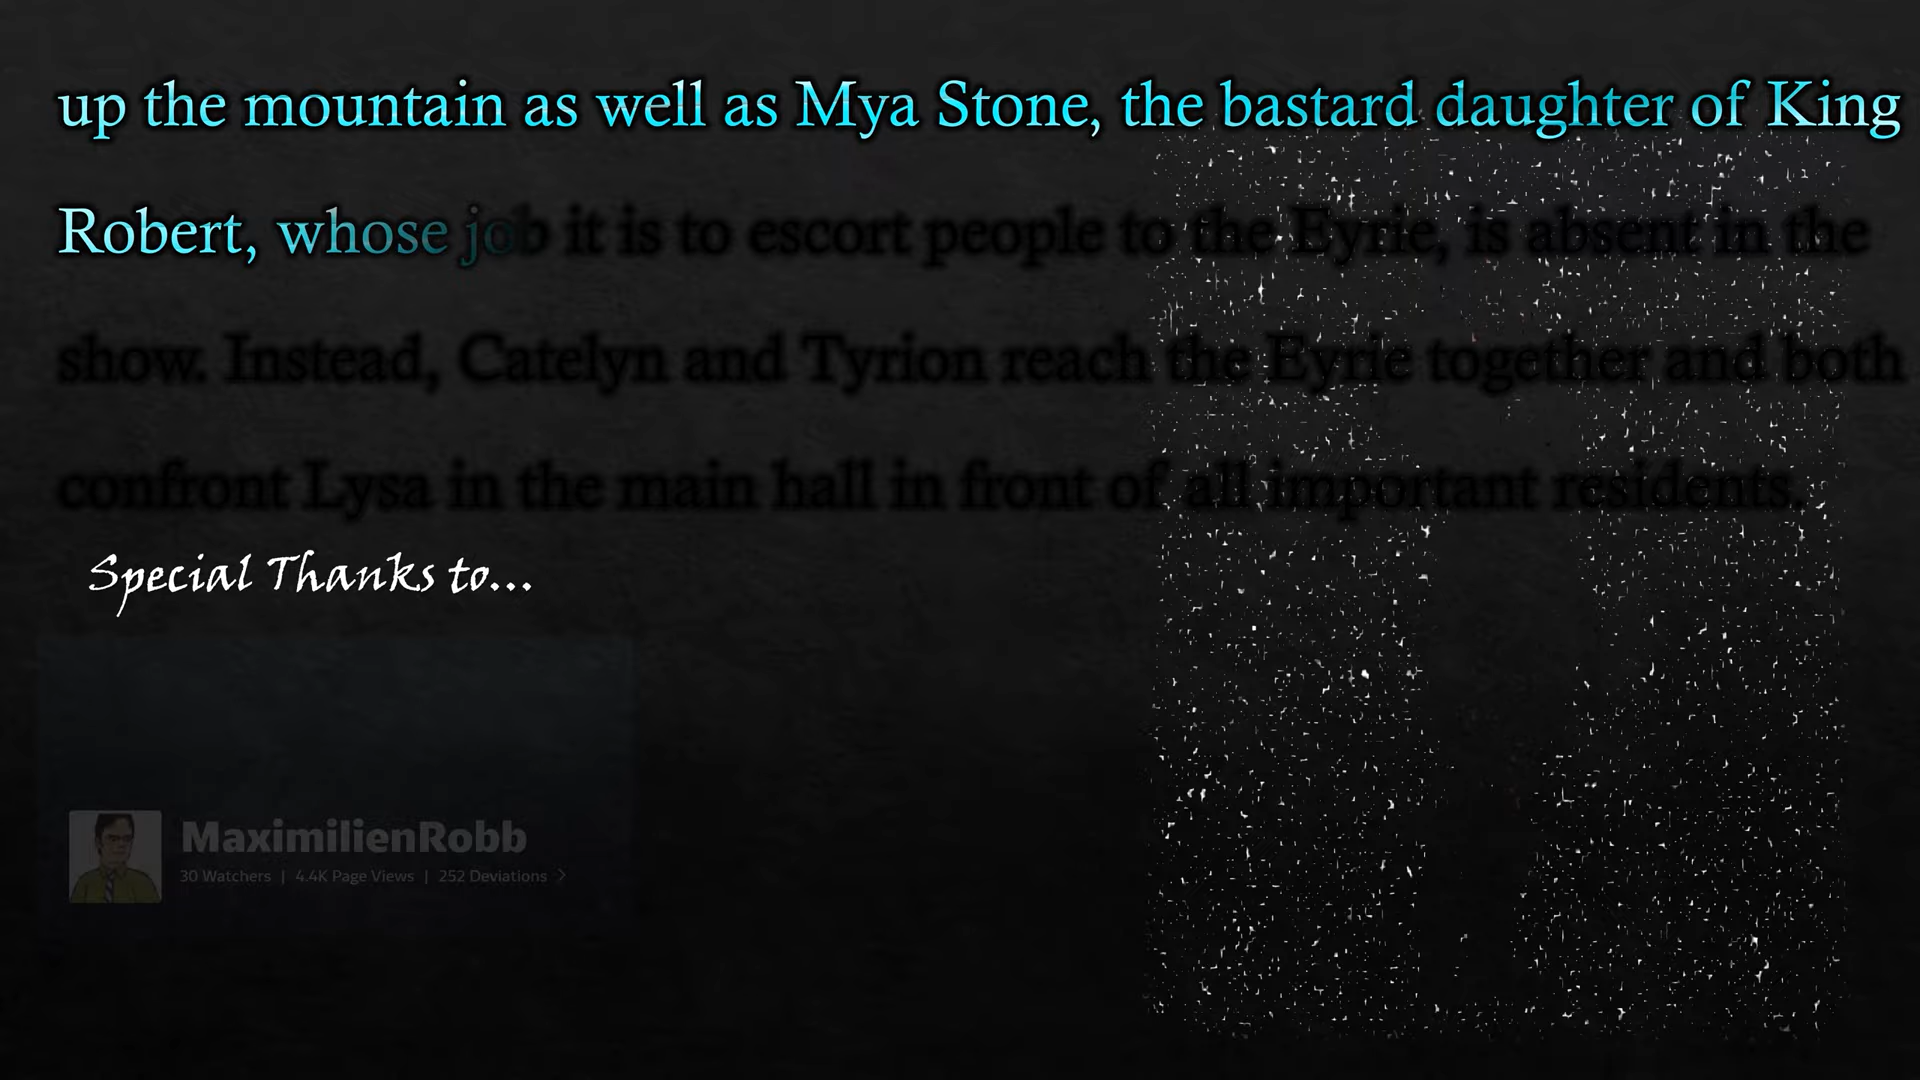 up the mountain as well as Mya Stone, the bastard daughter of King
Robert, whose job it is to escort people to the Eyrie, is absent in the
show. Instead, Catelyn and Tyrion reach the Eyrie together and both
confront Lysa in the main hall in front of all important residents.
Special Thanks to...
MaximilienRobb
30 Watchers | 4.4K Page Views | 252 Deviations >